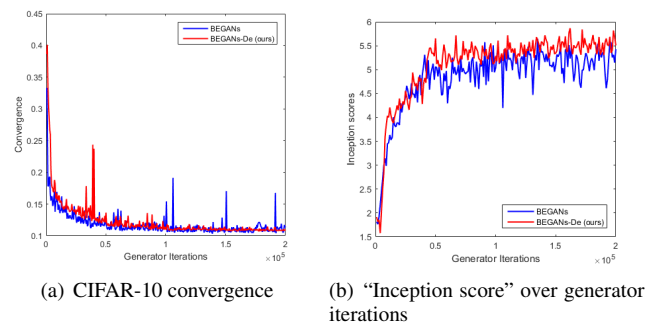 0.45
0.4
0.35
0.3
0.25
0.2
0.15
0.1
Convergence
BEGANs
BEGANs-De (ours)
0 0.5 1 1.5 2
Generator Iterations ×10^5
(a) CIFAR-10 convergence
6
5.5
5
4.5
4
3.5
3
2.5
2
1.5
Inception scores
BEGANs
BEGANs-De (ours)
0 0.5 1 1.5 2
Generator Iterations ×10^5
(b) “Inception score” over generator
iterations